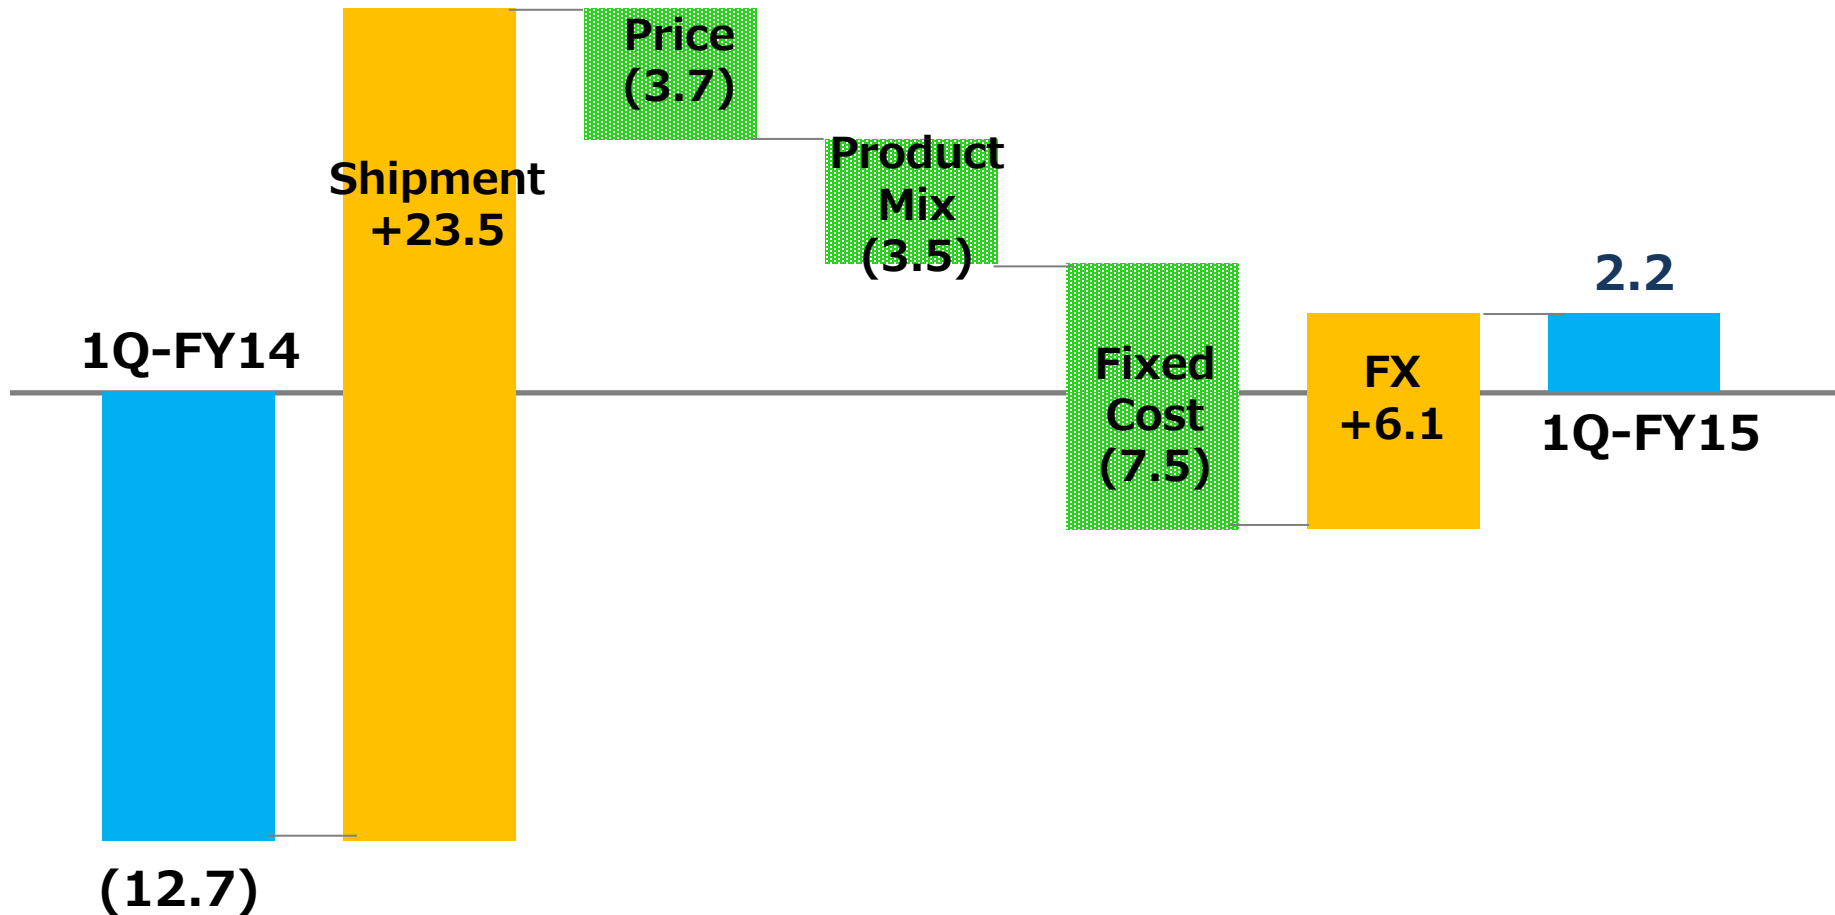 1Q-FY14
(12.7)
Shipment
+23.5
Price
(3.7)
Product
Mix
(3.5)
Fixed
Cost
(7.5)
FX
+6.1
2.2
1Q-FY15